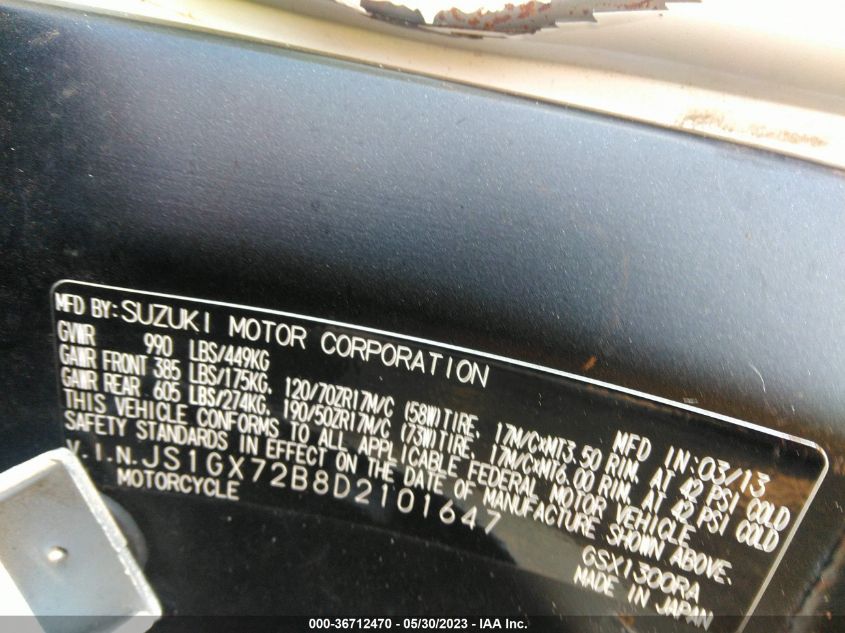 MFD BY: SUZUKI MOTOR CORPORATION MFD IN: 03/13
GVWR 990 LBS/449KG
GAWR FRONT 385 LBS/175KG, 120/70ZR17M/C (58W)TIRE, 17M/C×MT3.50 RIM. AT 42 PSI COLD
GAWR REAR 605 LBS/274KG, 190/50ZR17M/C (73W)TIRE, 17M/C×MT6.00 RIM. AT 42 PSI COLD
THIS VEHICLE CONFORMS TO ALL APPLICABLE FEDERAL MOTOR VEHICLE
SAFETY STANDARDS IN EFFECT ON THE DATE OF MANUFACTURE SHOWN ABOVE.
V.I.N. JS1GX72B8D2101647 GSX1300RA
MOTORCYCLE MADE IN JAPAN
000-36712470 - 05/30/2023 - IAA Inc.